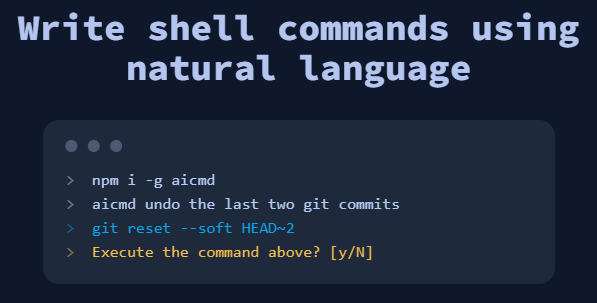 Write shell commands using
natural language
> npm i -g aicmd
> aicmd undo the last two git commits
> git reset --soft HEAD~2
> Execute the command above? [y/N]